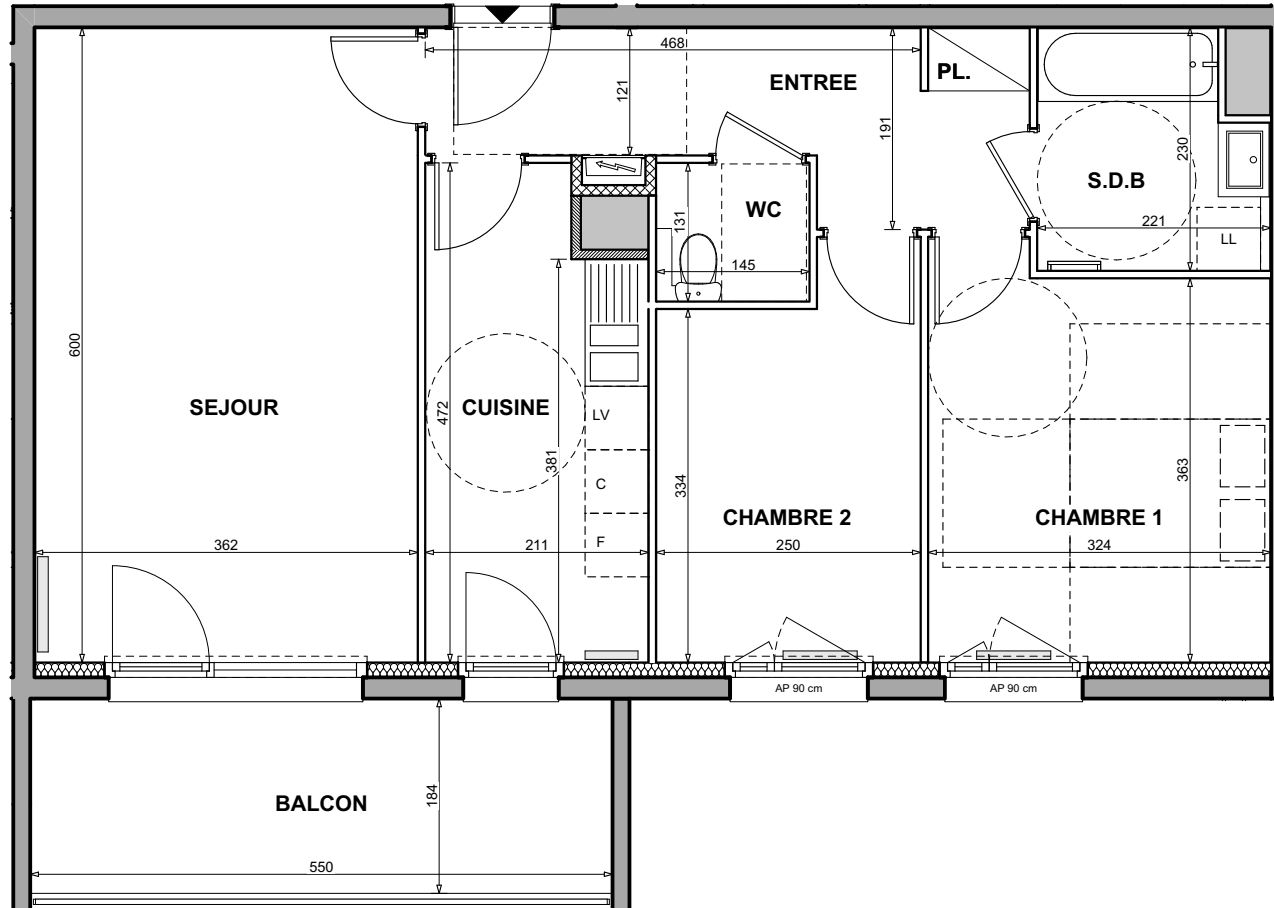 468
ENTREE
PL.
121
191
230
S.D.B
WC
131
221
LL
145
600
SEJOUR
CUISINE
472
LV
381
C
334
363
CHAMBRE 2
CHAMBRE 1
F
362
211
250
324
AP 90 cm
AP 90 cm
BALCON
184
550